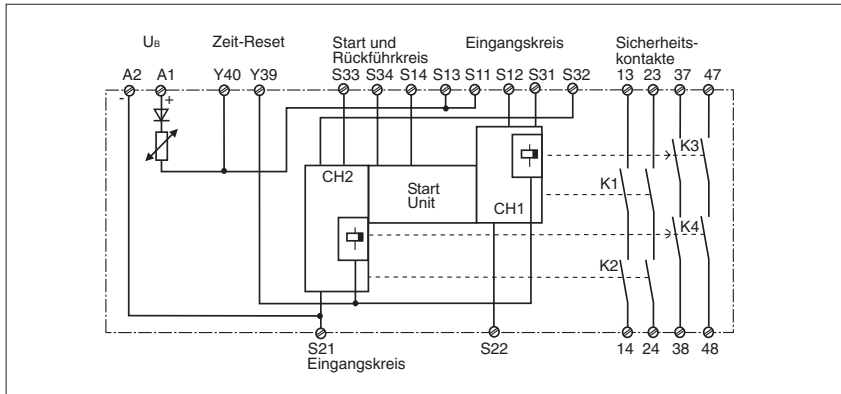 UB Zeit-Reset Start und Rückführkreis Eingangskreis Sicherheits-kontakte
A2 A1 Y40 Y39 S33 S34 S14 S13 S11 S12 S31 S32 13 23 37 47
- +
K3
CH2 Start Unit CH1 K1
K4
K2
S21 S22 14 24 38 48
Eingangskreis